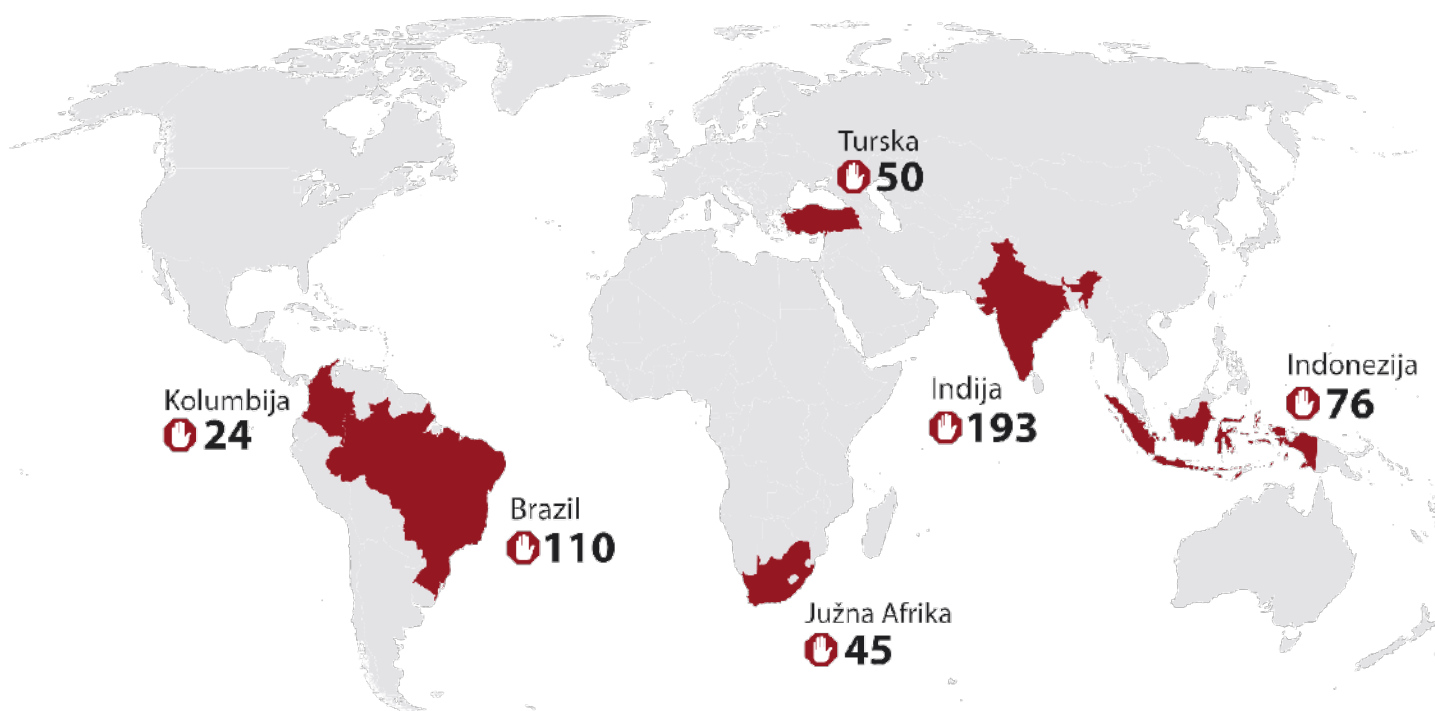 Turska
50
Indonezija
76
Indija
193
Kolumbija
24
Brazil
110
Južna Afrika
45